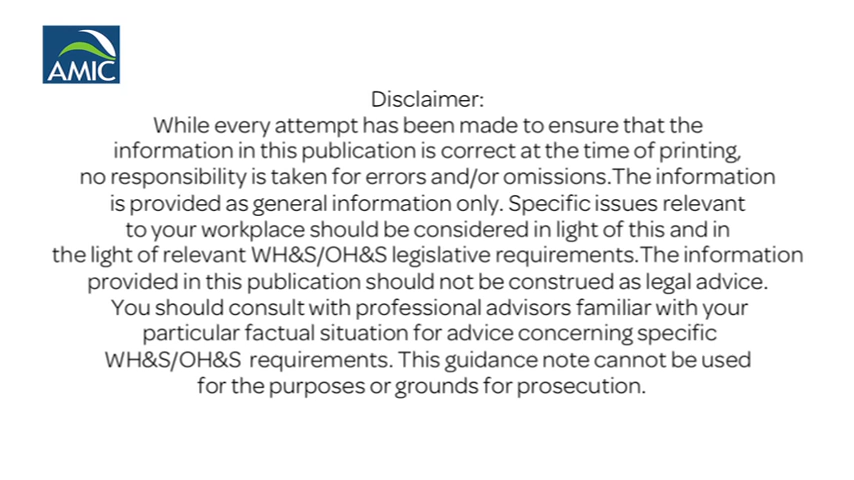 AMIC
Disclaimer:
While every attempt has been made to ensure that the
information in this publication is correct at the time of printing,
no responsibility is taken for errors and/or omissions.The information
is provided as general information only. Specific issues relevant
to your workplace should be considered in light of this and in
the light of relevant WH&S/OH&S legislative requirements.The information
provided in this publication should not be construed as legal advice.
You should consult with professional advisors familiar with your
particular factual situation for advice concerning specific
WH&S/OH&S requirements. This guidance note cannot be used
for the purposes or grounds for prosecution.